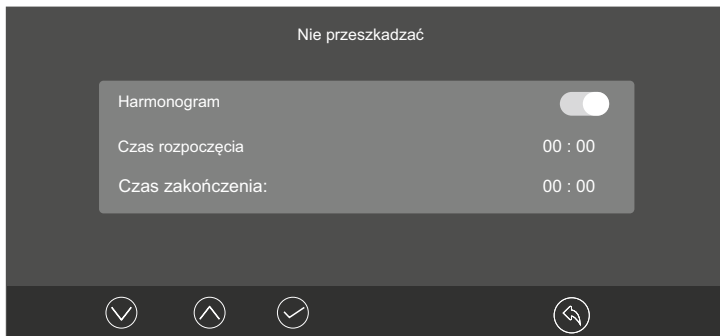 Nie przeszkadzać
Harmonogram
Czas rozpoczęcia 00 : 00
Czas zakończenia: 00 : 00